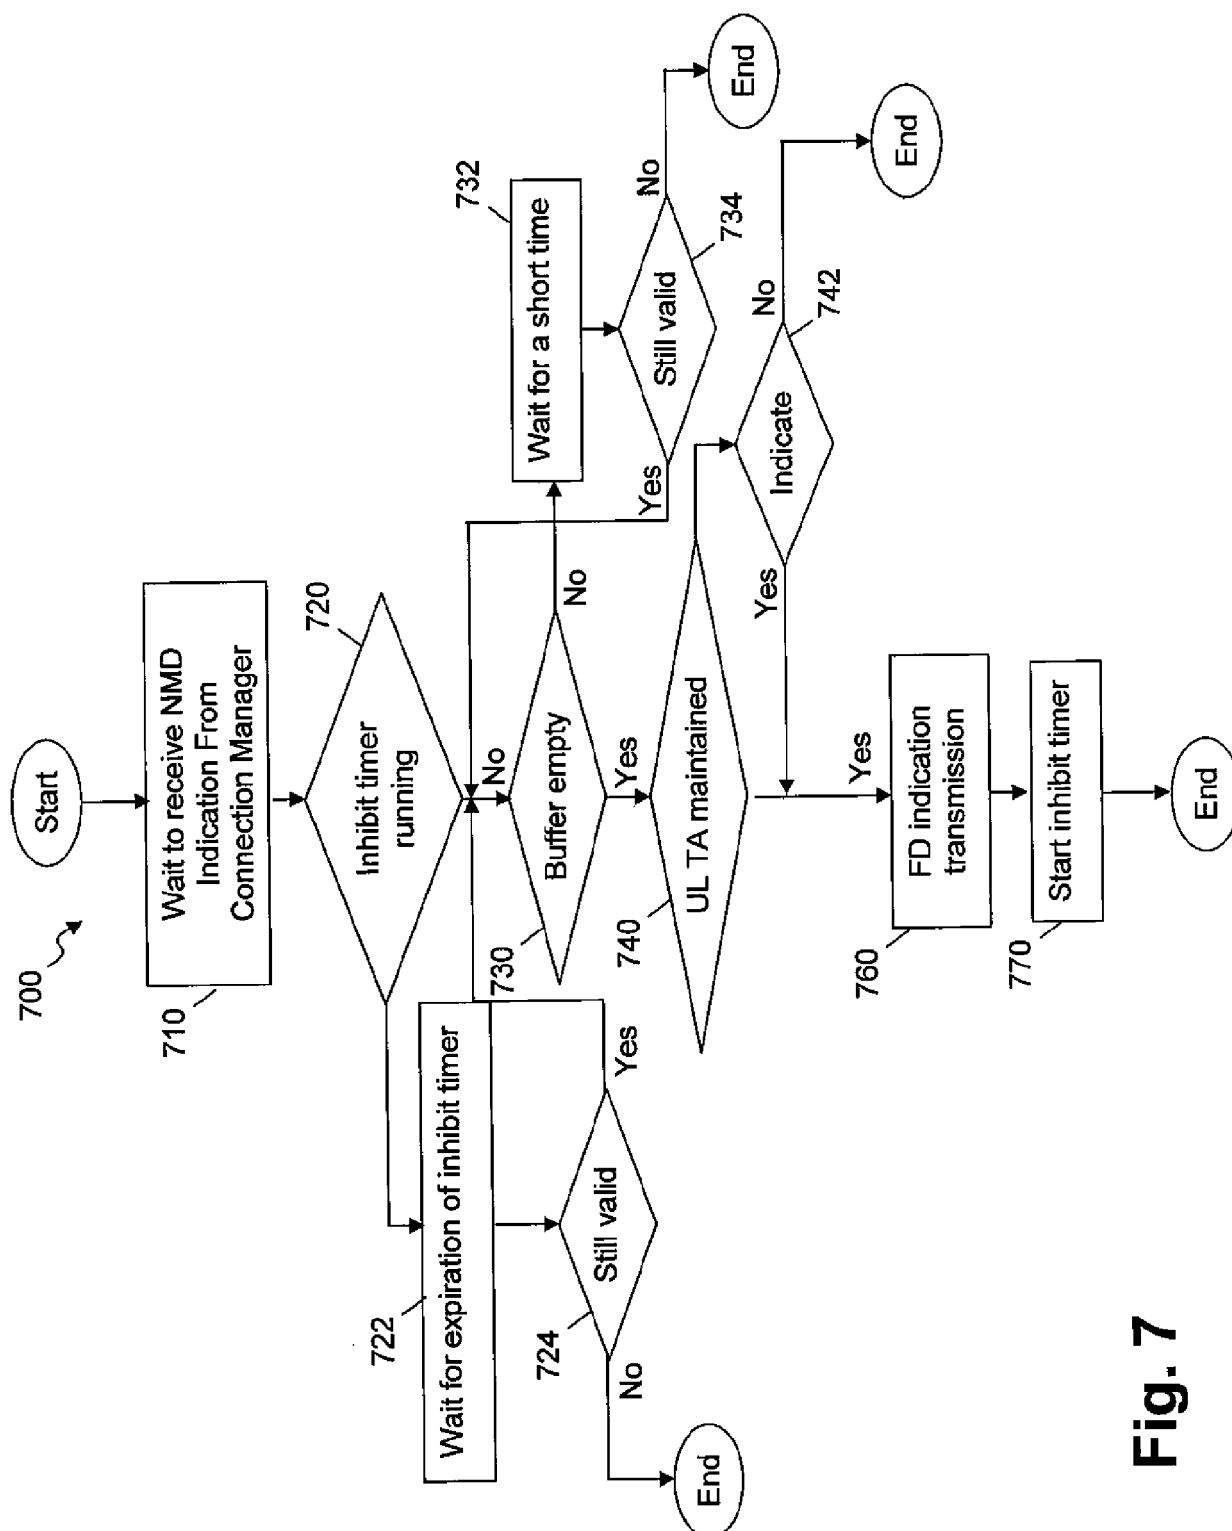 700
Start
710
Wait to receive NMD
Indication From
Connection Manager
720
Inhibit timer
running
722
Wait for expiration of inhibit timer
724
Still valid
No
End
Yes
No
730
Buffer empty
No
732
Wait for a short time
734
Still valid
No
End
Yes
Yes
740
UL TA maintained
742
Indicate
No
End
Yes
Yes
760
FD indication
transmission
770
Start inhibit timer
End
Fig. 7